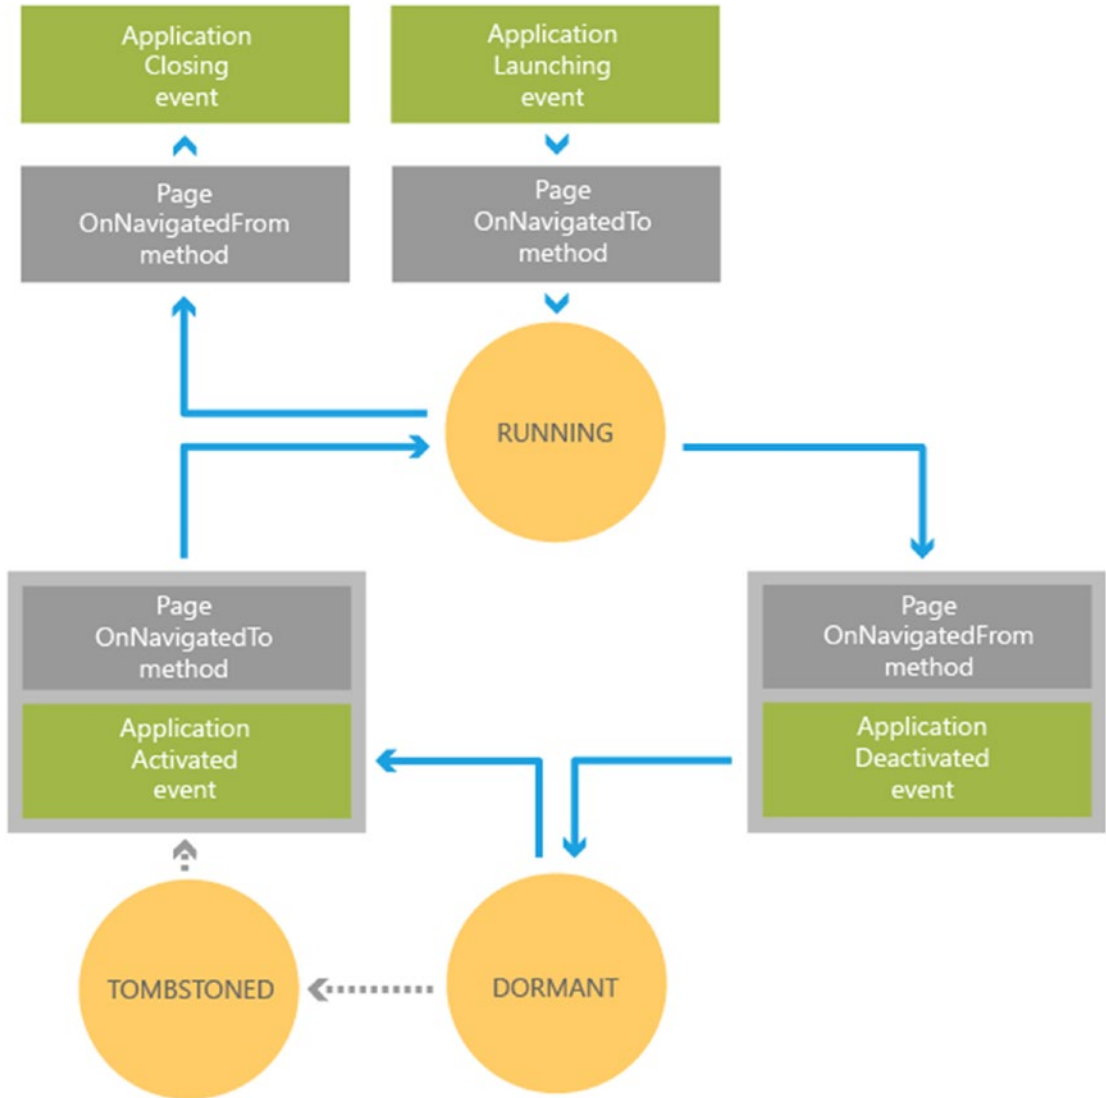 Application
Closing
event
Application
Launching
event
Page
OnNavigatedFrom
method
Page
OnNavigatedTo
method
RUNNING
Page
OnNavigatedTo
method
Application
Activated
event
Page
OnNavigatedFrom
method
Application
Deactivated
event
TOMBSTONED
DORMANT